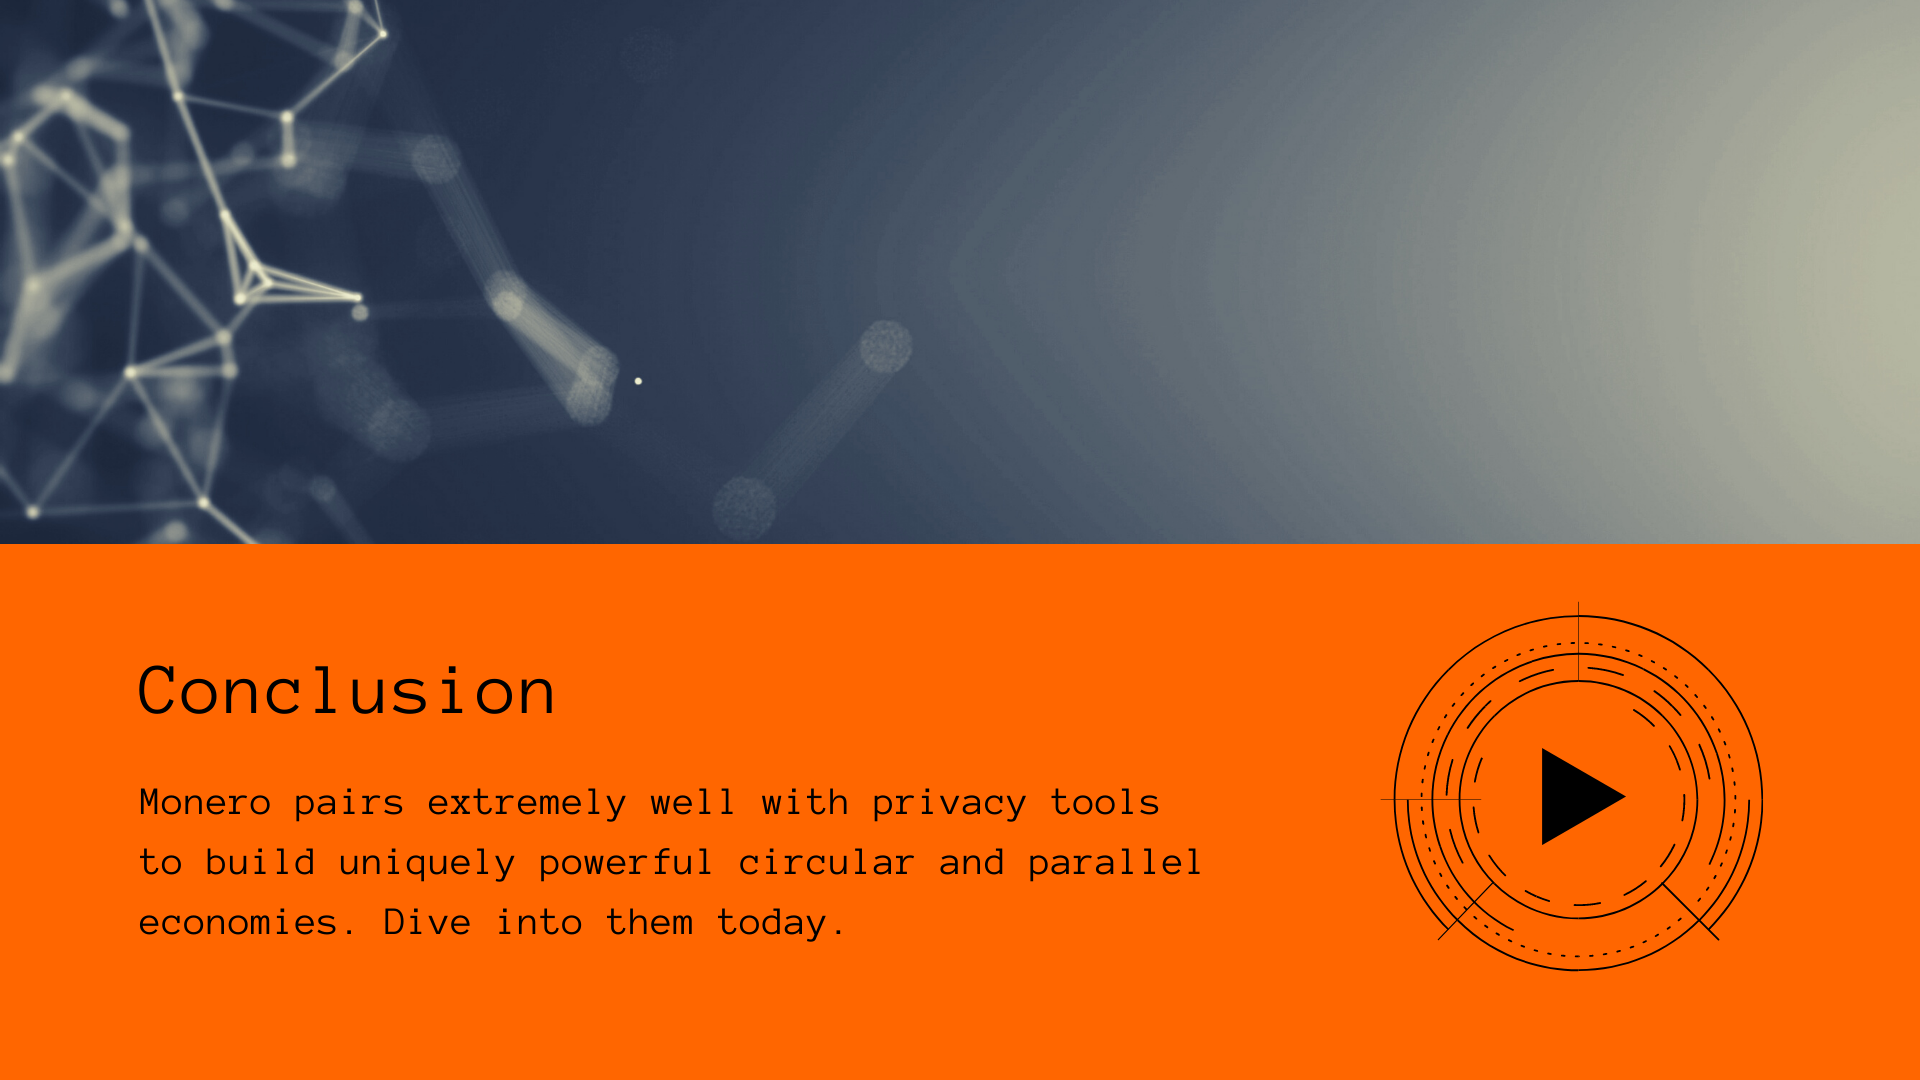 Conclusion
Monero pairs extremely well with privacy tools
to build uniquely powerful circular and parallel
economies. Dive into them today.